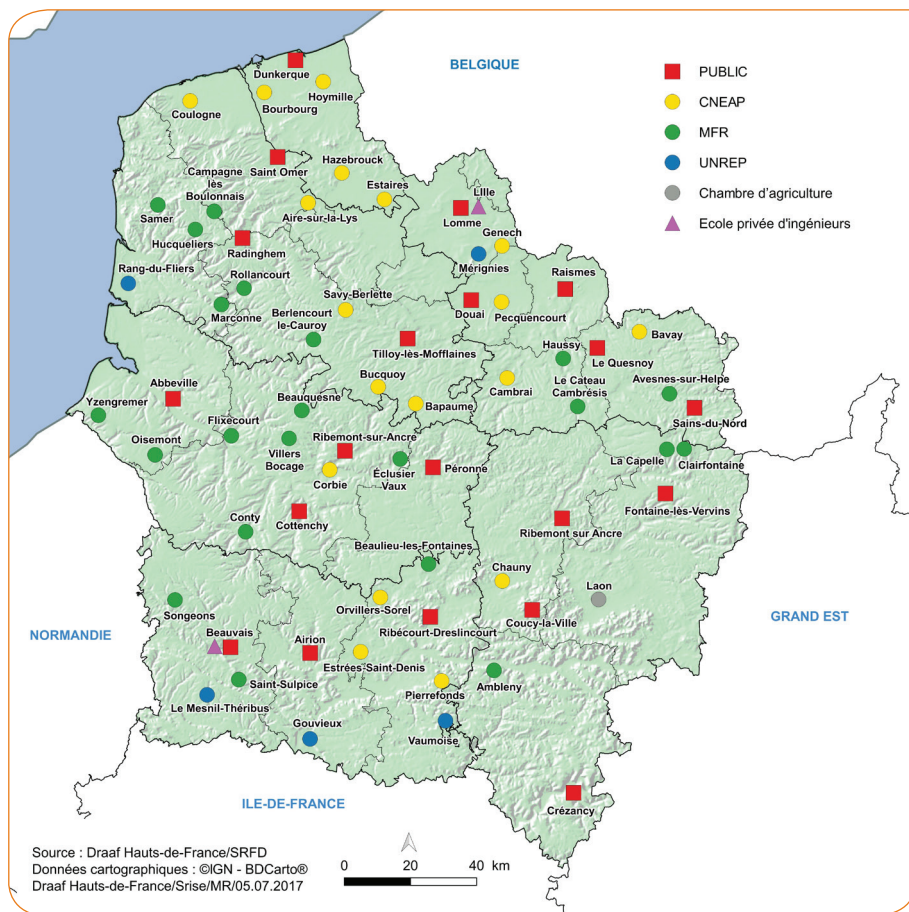 BELGIQUE
PUBLIC
CNEAP
MFR
UNREP
Chambre d'agriculture
Ecole privée d'ingénieurs
Dunkerque
Hoymille
Bourbourg
Coulogne
Saint Omer
Hazebrouck
Estaires
Aire-sur-la-Lys
Campagne
lès
Boulonnais
Samer
Hucqueliers
Radinghem
LIlle
Lomme
Genech
Mérignies
Rang-du-Fliers
Rollancourt
Marconne
Savy-Berlette
Berlencourt
le-Cauroy
Raismes
Douai
Pecquencourt
Tilloy-lès-Mofflaines
Bavay
Haussy
Le Quesnoy
Bucquoy
Cambrai
Le Cateau
Cambrésis
Avesnes-sur-Helpe
Sains-du-Nord
Abbeville
Yzengremer
Beauquesne
Bapaume
Flixecourt
Oisemont
Villers
Bocage
Ribemont-sur-Ancre
Corbie
Éclusier
Vaux
Péronne
La Capelle
Clairfontaine
Fontaine-lès-Vervins
Cottenchy
Conty
Ribemont sur Ancre
Beaulieu-les-Fontaines
Chauny
Laon
Coucy-la-Ville
Songeons
Orvillers-Sorel
Ribécourt-Dreslincourt
NORMANDIE
GRAND EST
Beauvais
Airion
Estrées-Saint-Denis
Saint-Sulpice
Le Mesnil-Théribus
Pierrefonds
Ambleny
Gouvieux
Vaumoise
Crézancy
ILE-DE-FRANCE
Source : Draaf Hauts-de-France/SRFD
Données cartographiques : ©IGN - BDCarto®
Draaf Hauts-de-France/Srise/MR/05.07.2017
0 20 40 km